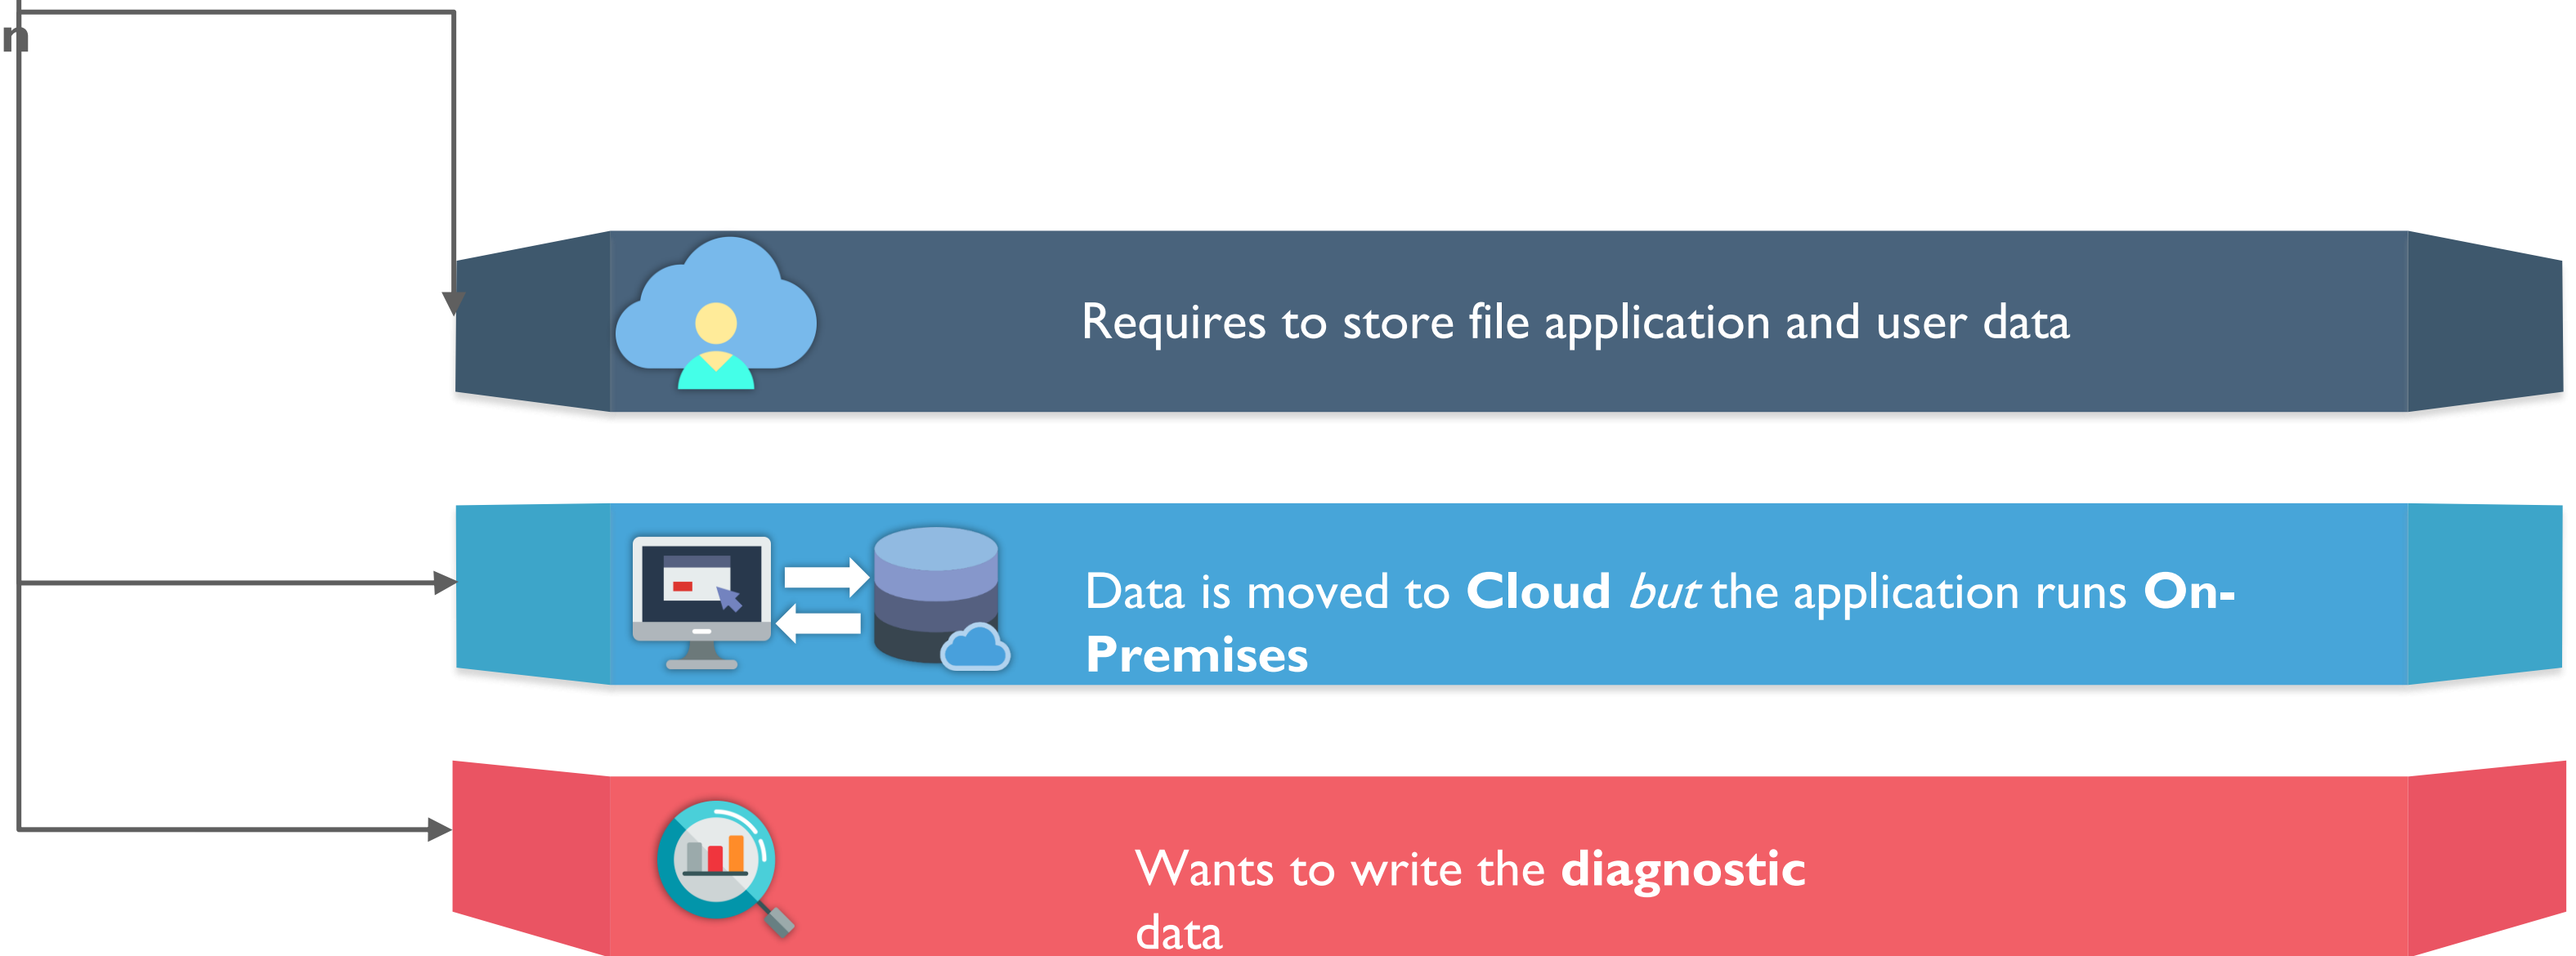 n
Requires to store file application and user data
Data is moved to Cloud but the application runs On-
Premises
Wants to write the diagnostic
data